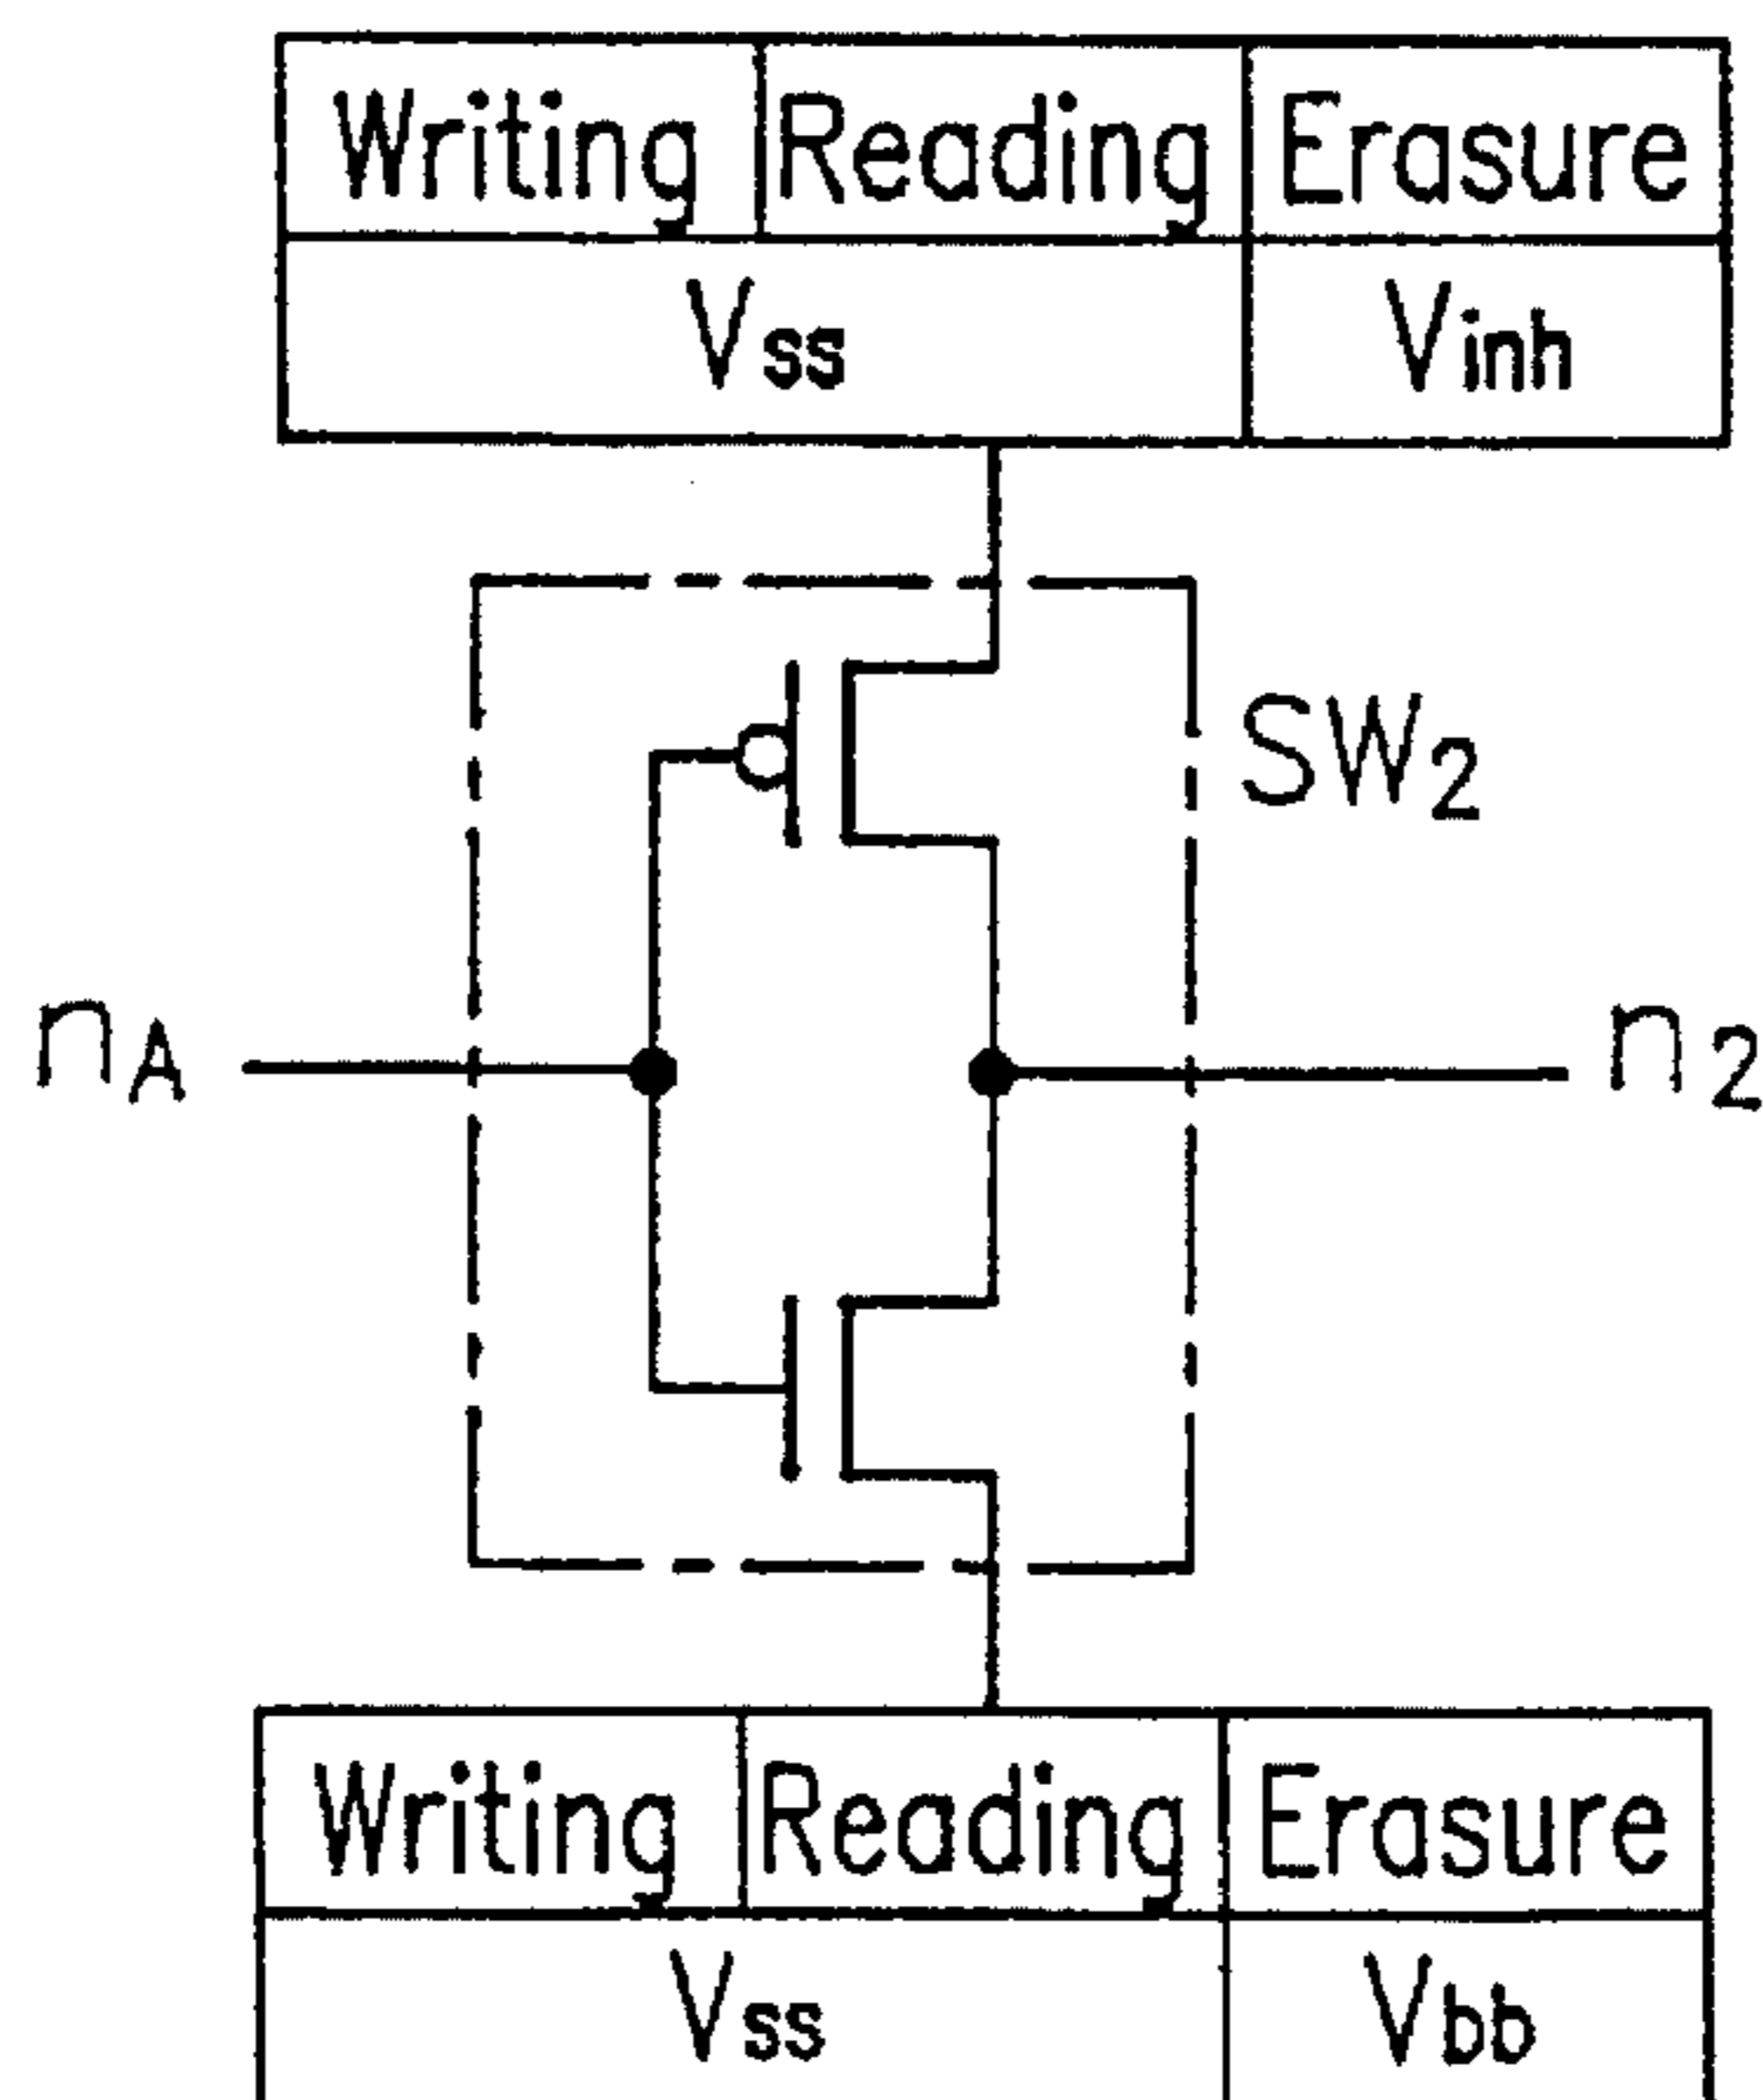 Writing Reading Erasure
Vss Vinh
SW2
nA n2
Writing Reading Erasure
Vss Vbb